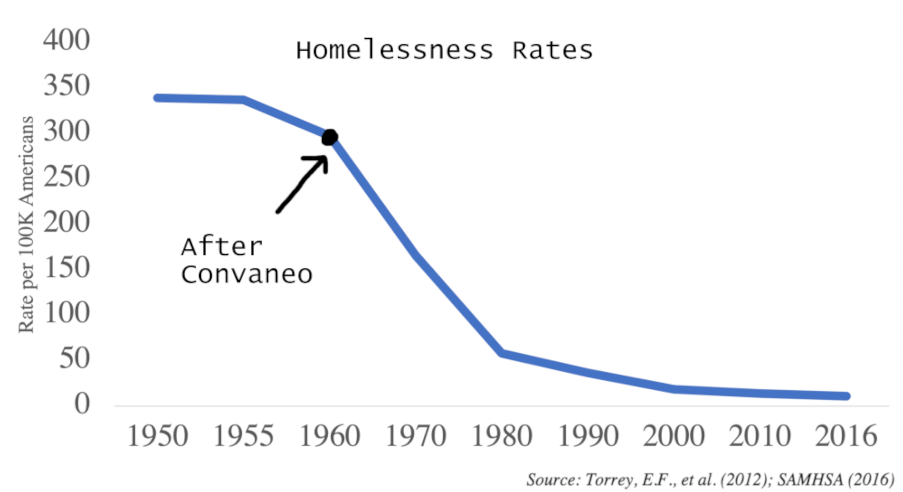 Homelessness Rates
400
350
300
250
200
150
100
50
0
Rate per 100K Americans
After
Convaneo
1950 1955 1960 1970 1980 1990 2000 2010 2016
Source: Torrey, E.F., et al. (2012); SAMHSA (2016)